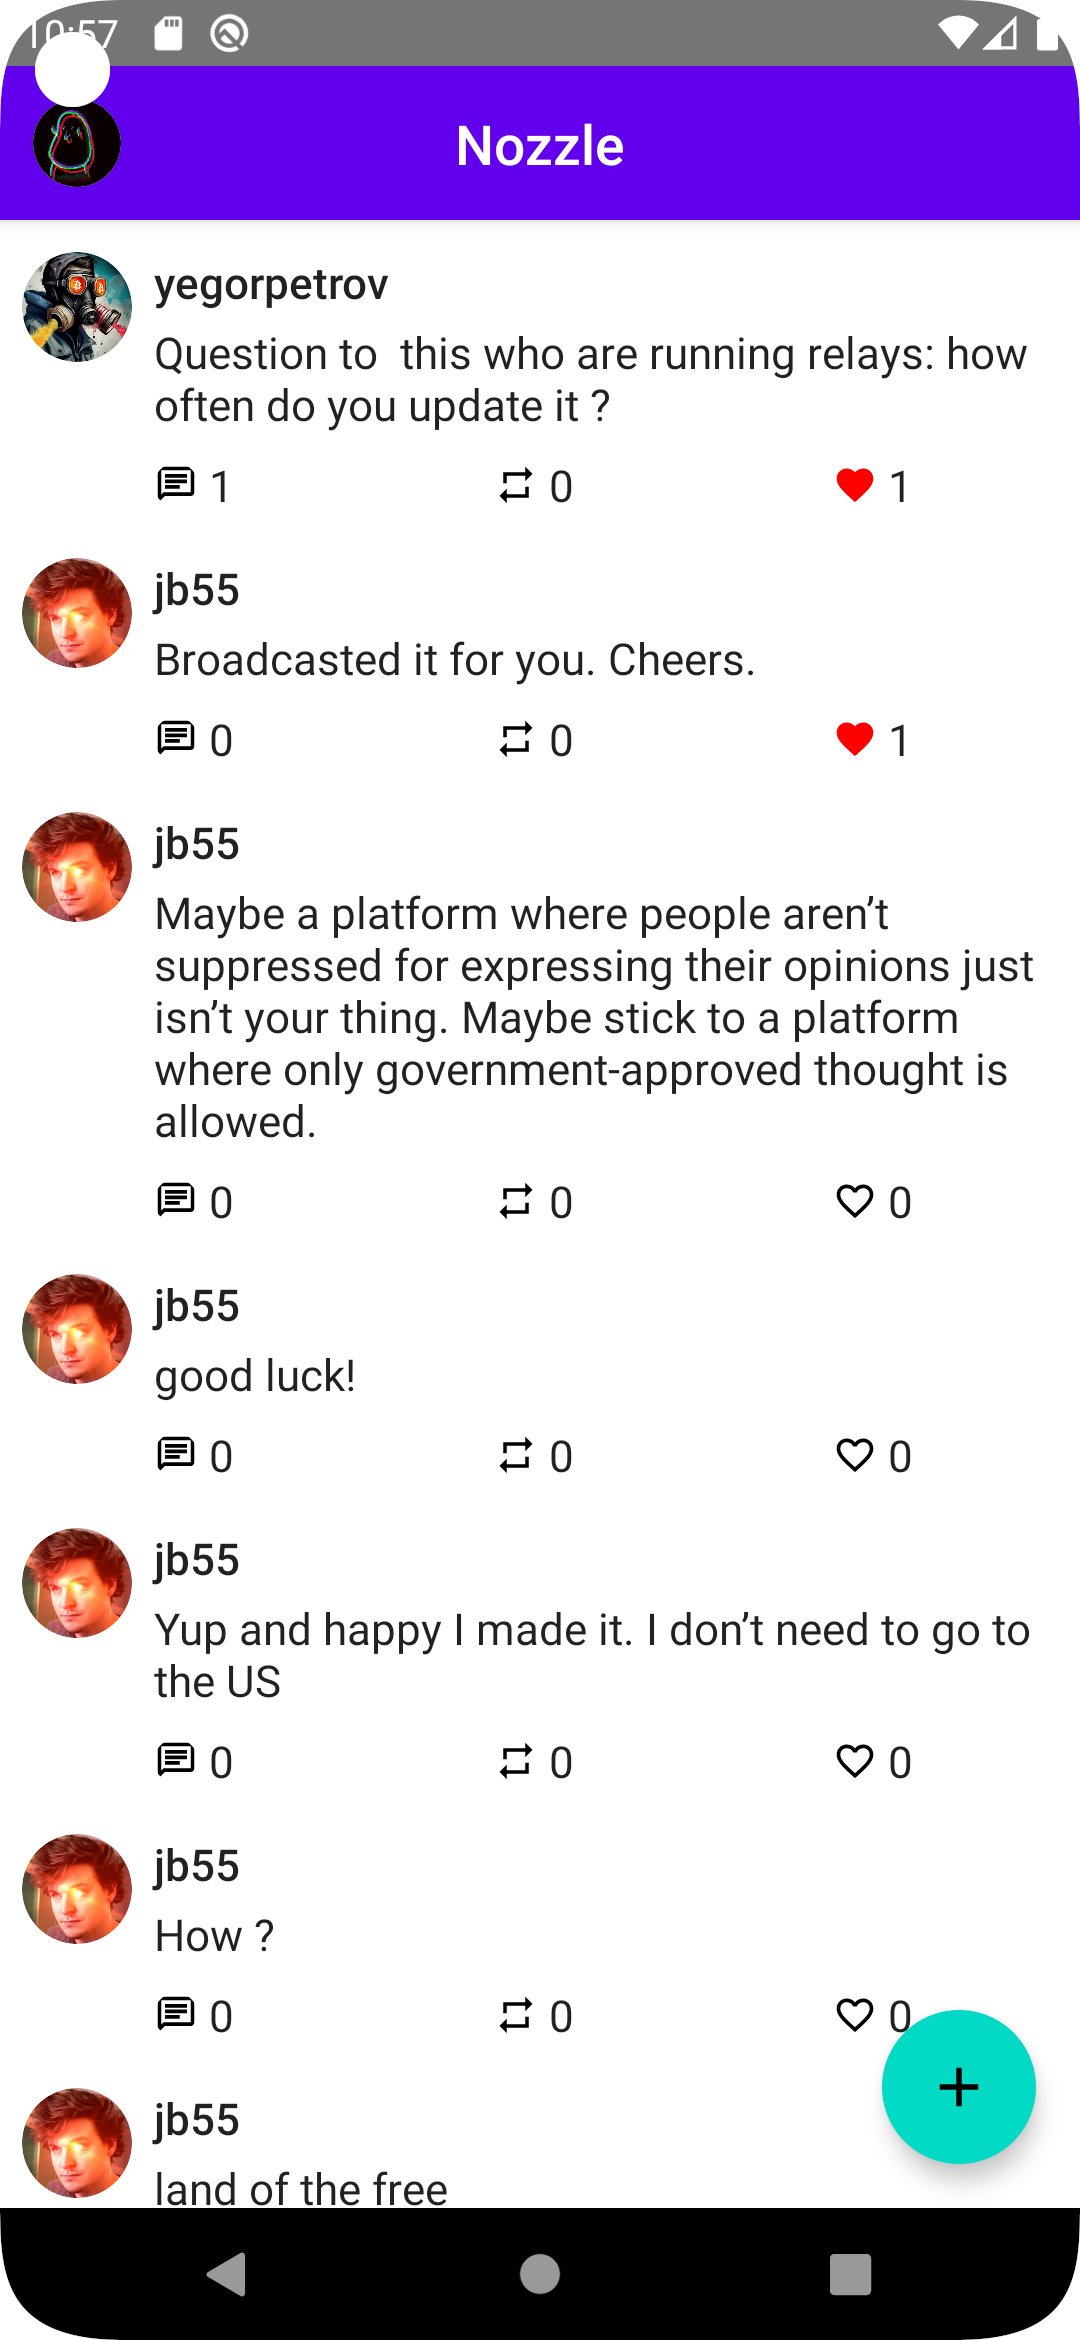 10:57
Nozzle
yegorpetrov
Question to  this who are running relays: how
often do you update it ?
1 0 1
jb55
Broadcasted it for you. Cheers.
0 0 1
jb55
Maybe a platform where people aren’t
suppressed for expressing their opinions just
isn’t your thing. Maybe stick to a platform
where only government-approved thought is
allowed.
0 0 0
jb55
good luck!
0 0 0
jb55
Yup and happy I made it. I don’t need to go to
the US
0 0 0
jb55
How ?
0 0 0
jb55
land of the free